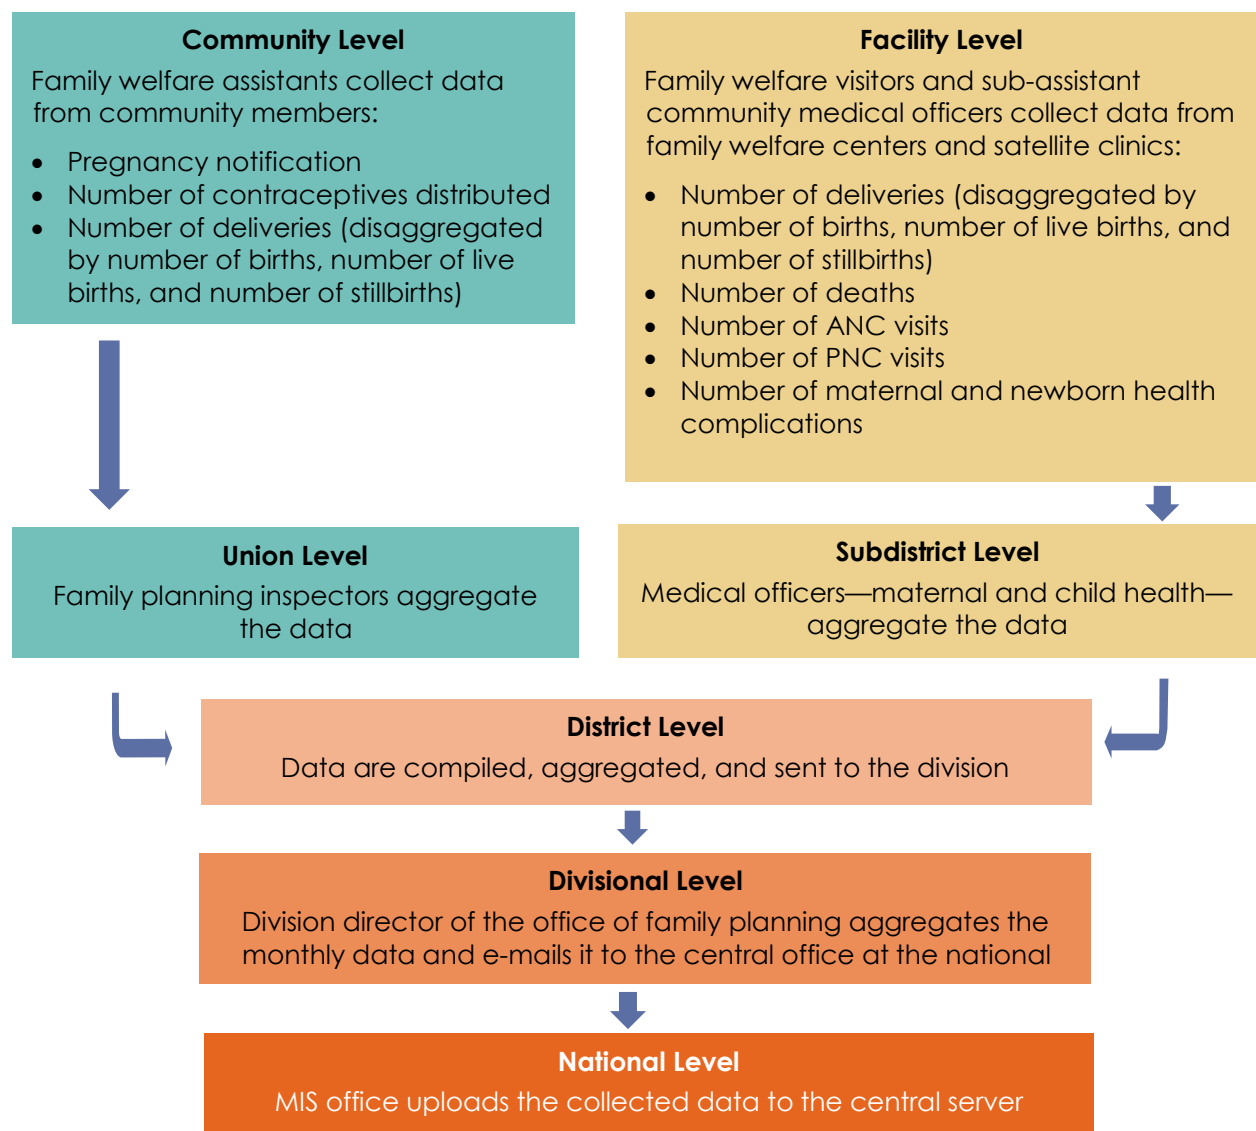 Community Level
Family welfare assistants collect data
from community members:
• Pregnancy notification
• Number of contraceptives distributed
• Number of deliveries (disaggregated
by number of births, number of live
births, and number of stillbirths)
Facility Level
Family welfare visitors and sub-assistant
community medical officers collect data from
family welfare centers and satellite clinics:
• Number of deliveries (disaggregated by
number of births, number of live births, and
number of stillbirths)
• Number of deaths
• Number of ANC visits
• Number of PNC visits
• Number of maternal and newborn health
complications
Union Level
Family planning inspectors aggregate
the data
Subdistrict Level
Medical officers—maternal and child health—
aggregate the data
District Level
Data are compiled, aggregated, and sent to the division
Divisional Level
Division director of the office of family planning aggregates the
monthly data and e-mails it to the central office at the national
National Level
MIS office uploads the collected data to the central server